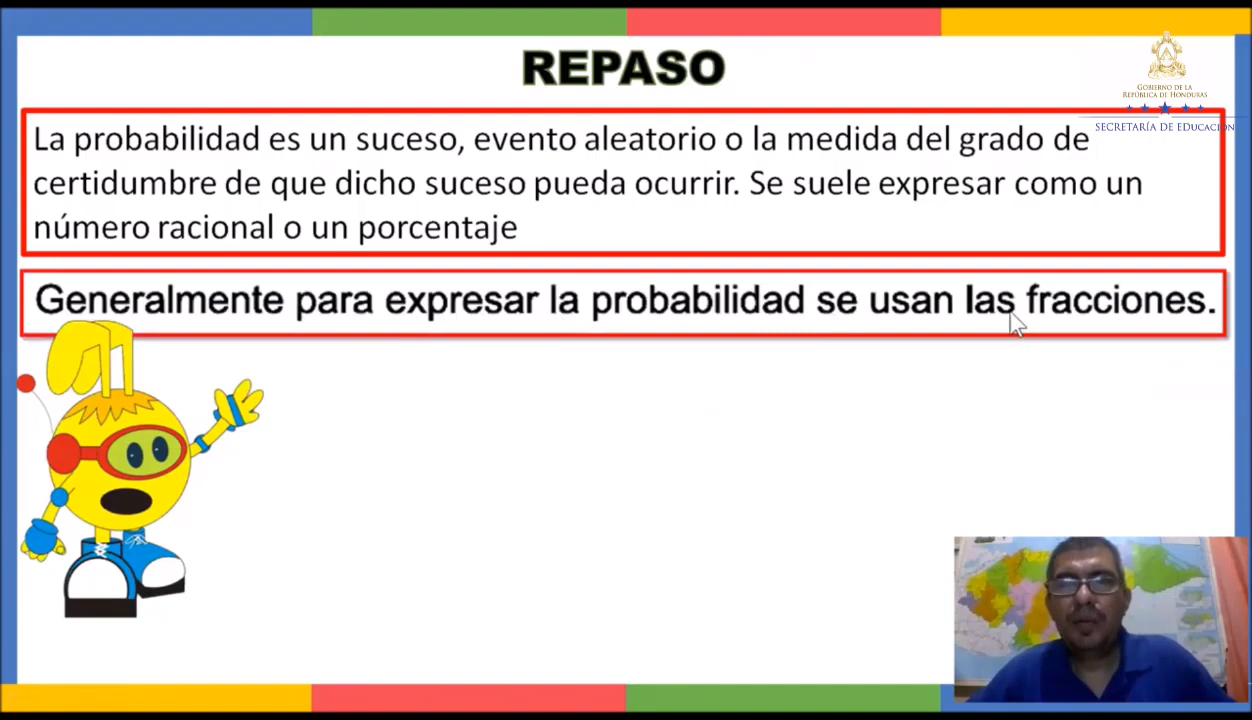 REPASO
GOBIERNO DE LA
REPÚBLICA DE HONDURAS
SECRETARÍA DE EDUCACIÓN
La probabilidad es un suceso, evento aleatorio o la medida del grado de
certidumbre de que dicho suceso pueda ocurrir. Se suele expresar como un
número racional o un porcentaje
Generalmente para expresar la probabilidad se usan las fracciones.